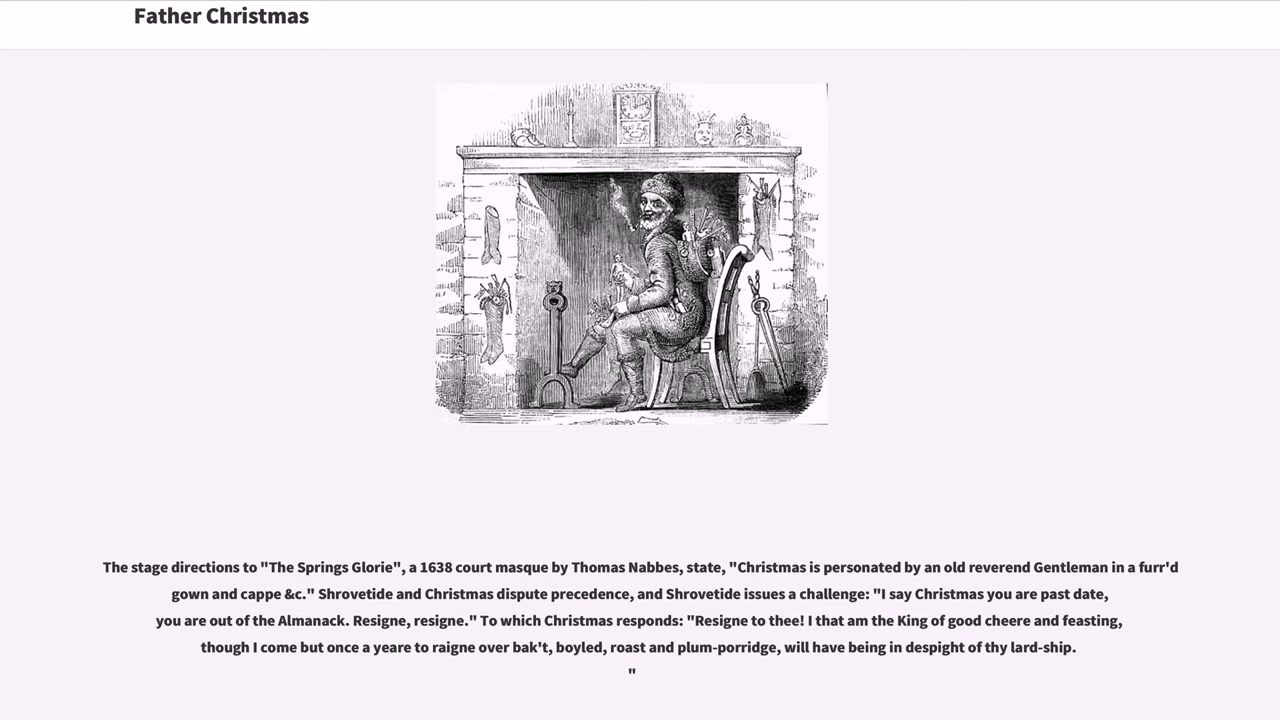 Father Christmas
The stage directions to "The Springs Glorie", a 1638 court masque by Thomas Nabbes, state, "Christmas is personated by an old reverend Gentleman in a furr'd
gown and cappe &c." Shrovetide and Christmas dispute precedence, and Shrovetide issues a challenge: "I say Christmas you are past date,
you are out of the Almanack. Resigne, resigne." To which Christmas responds: "Resigne to thee! I that am the King of good cheere and feasting,
though I come but once a yeare to raigne over bak't, boyled, roast and plum-porridge, will have being in despight of thy lard-ship.
"